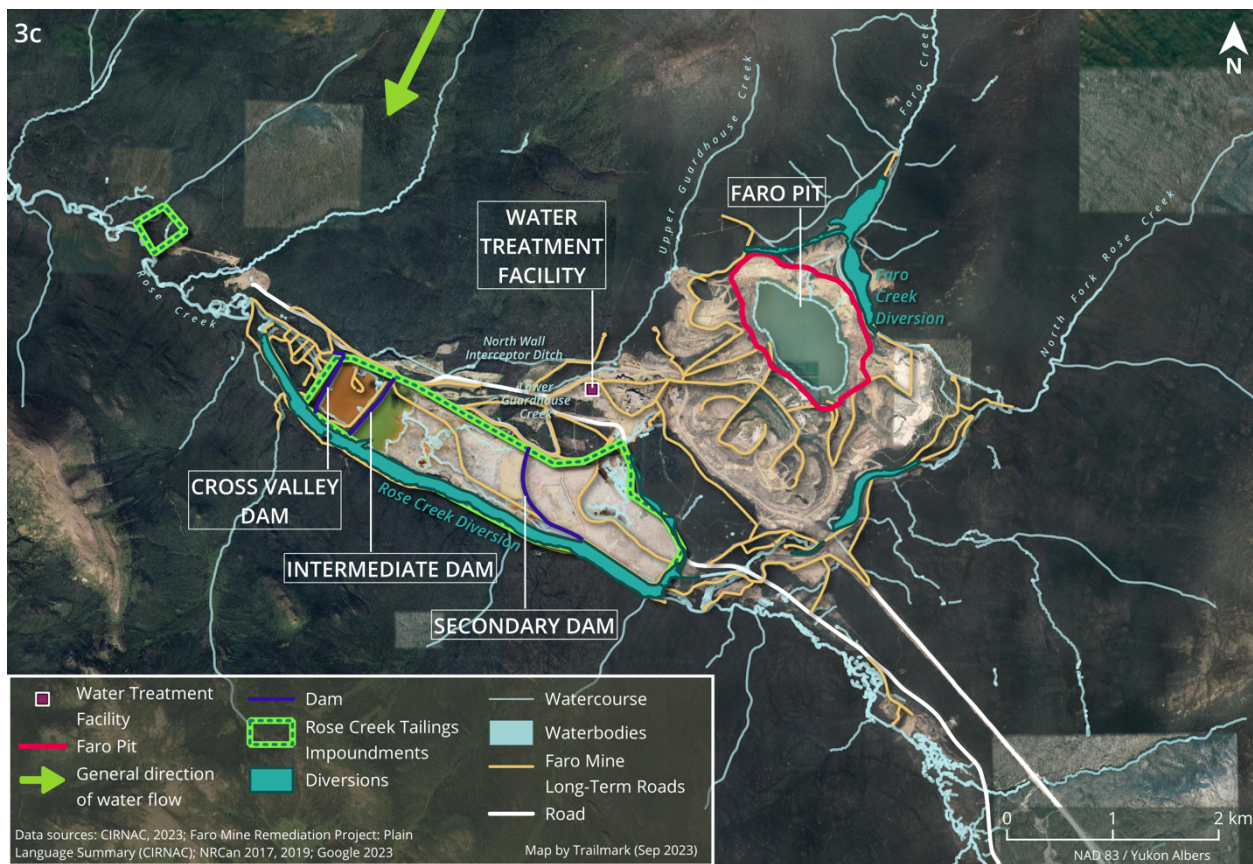 3c
N
Faro Creek
Upper Guardhouse Creek
FARO PIT
WATER
TREATMENT
FACILITY
North Fork Rose Creek
Faro
Creek
Diversion
Rose
Creek
North Wall
Interceptor Ditch
Lower
Guardhouse
Creek
CROSS VALLEY
DAM
Rose Creek Diversion
INTERMEDIATE DAM
SECONDARY DAM
Water Treatment
Facility
Faro Pit
General direction
of water flow
Dam
Rose Creek Tailings
Impoundments
Diversions
Watercourse
Waterbodies
Faro Mine
Long-Term Roads
Road
Data sources: CIRNAC, 2023; Faro Mine Remediation Project: Plain
Language Summary (CIRNAC); NRCan 2017, 2019; Google 2023
Map by Trailmark (Sep 2023)
0 1 2 km
NAD 83 / Yukon Albers